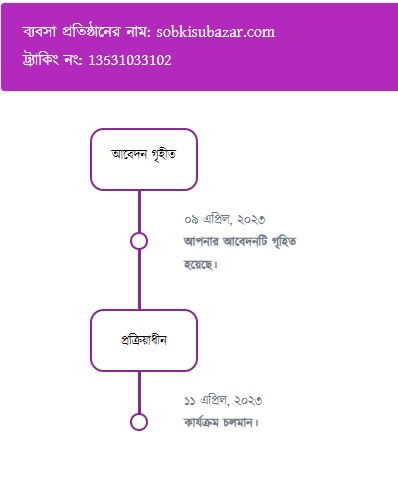 ব্যবসা প্রতিষ্ঠানের নাম: sobkisubazar.com
ট্র্যাকিং নং: 13531033102
আবেদন গৃহীত
০৯ এপ্রিল, ২০২৩
আপনার আবেদনটি গৃহিত
হয়েছে।
প্রক্রিয়াধীন
১১ এপ্রিল, ২০২৩
কার্যক্রম চলমান।